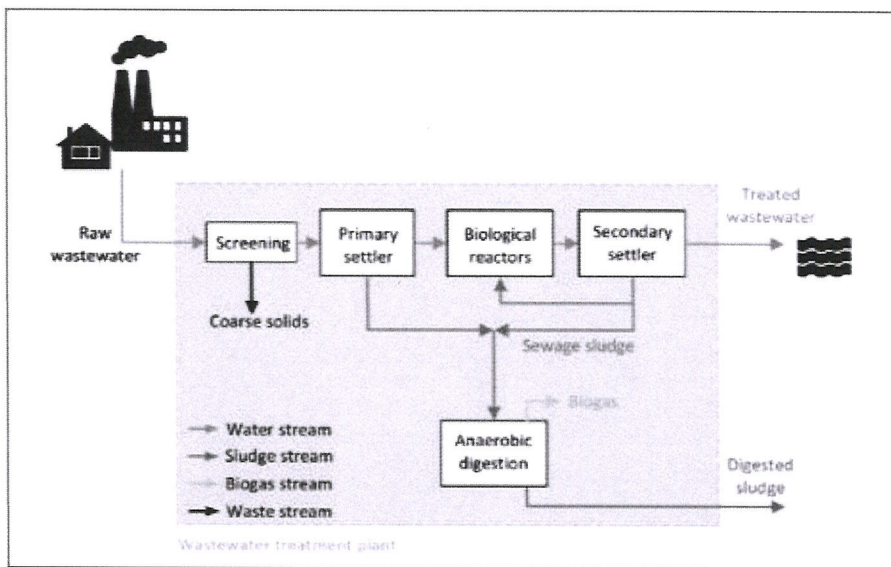 Raw
wastewater
Screening
Primary
settler
Biological
reactors
Secondary
settler
Treated
wastewater
Coarse solids
Sewage sludge
Biogas
Anaerobic
digestion
Digested
sludge
Water stream
Sludge stream
Biogas stream
Waste stream
Wastewater treatment plant